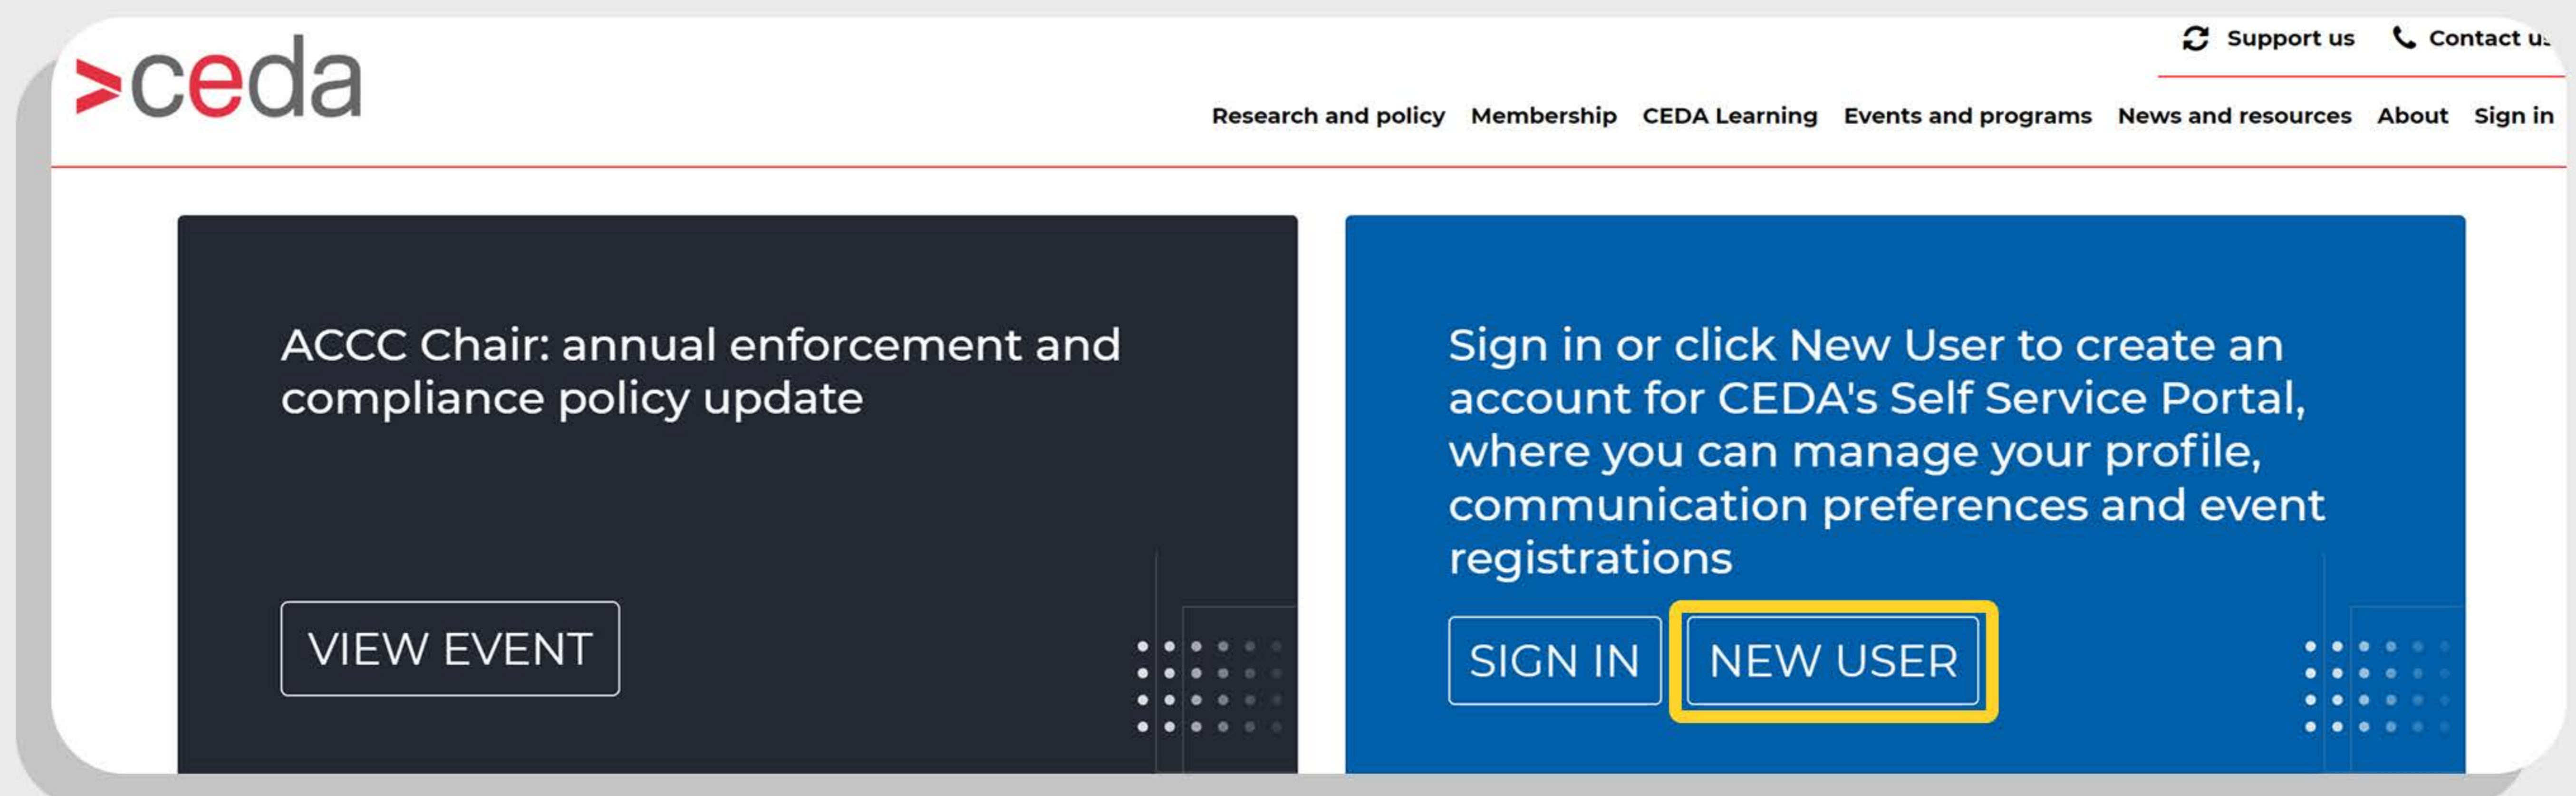 >ceda
Support us Contact us
Research and policy Membership CEDA Learning Events and programs News and resources About Sign in
ACCC Chair: annual enforcement and
compliance policy update
VIEW EVENT
Sign in or click New User to create an
account for CEDA's Self Service Portal,
where you can manage your profile,
communication preferences and event
registrations
SIGN IN NEW USER